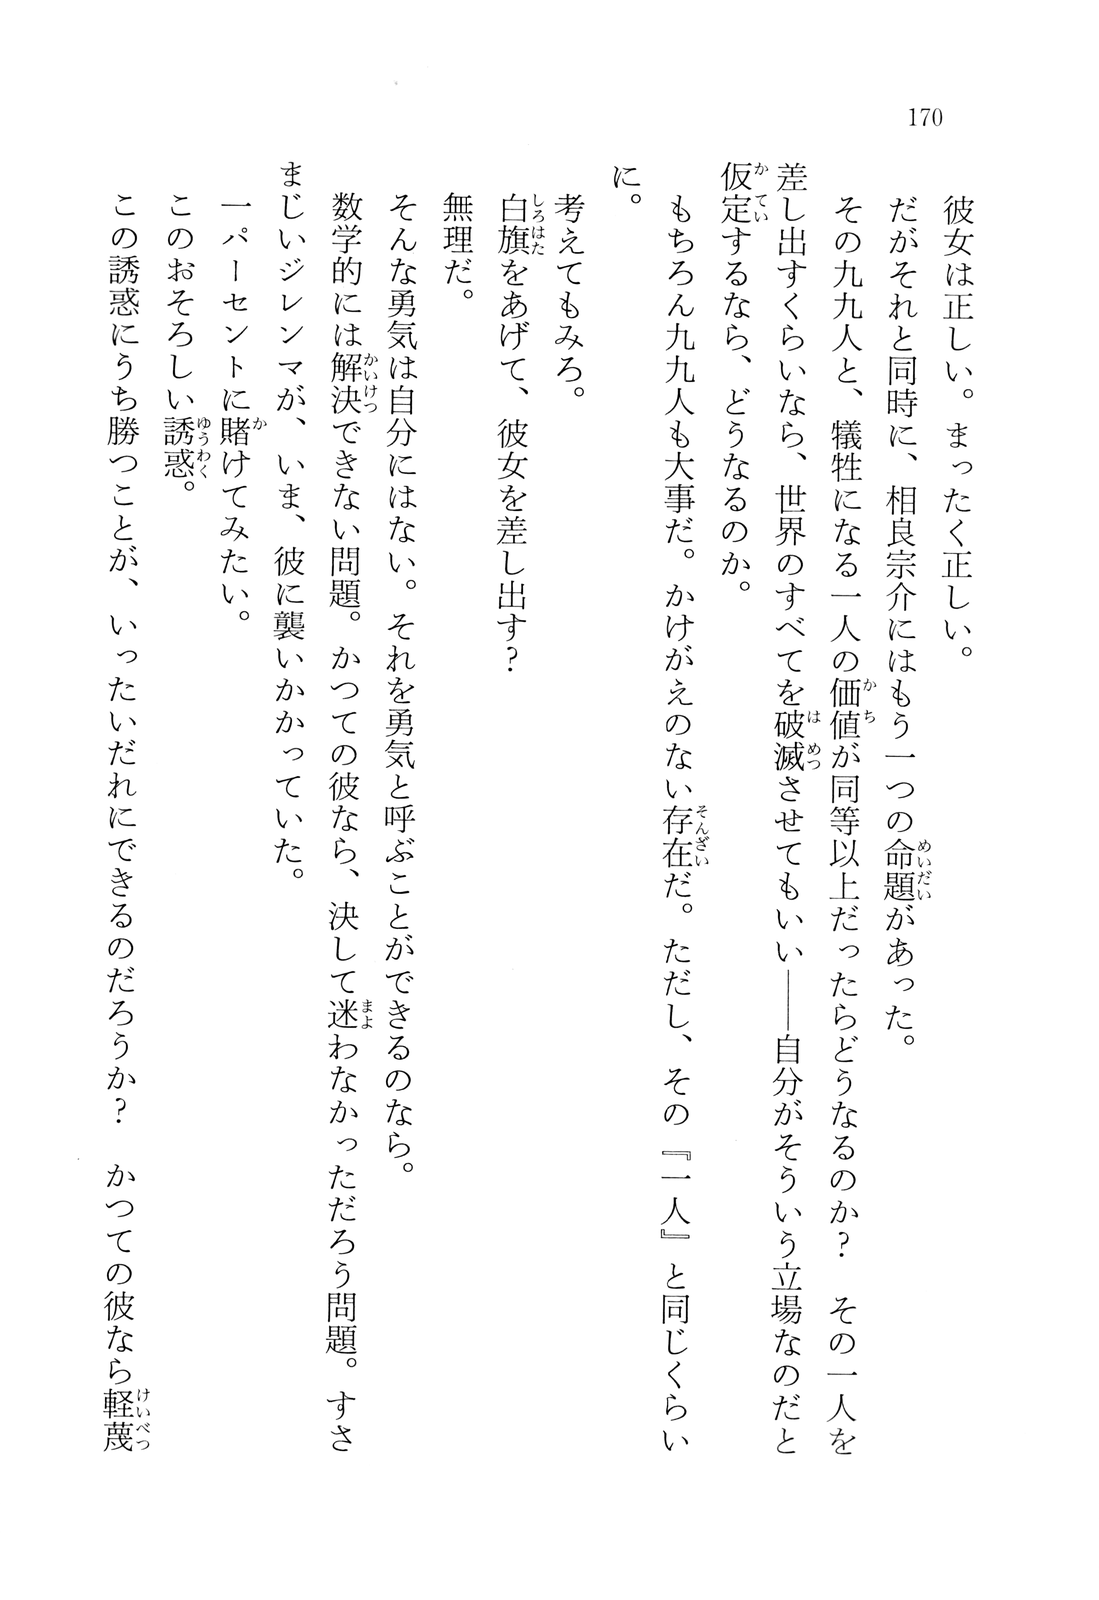 170
彼女は正しい。まったく正しい。
だがそれと同時に、相良宗介にはもう一つの命題があった。
その九九人と、犠牲になる一人の価値が同等以上だったらどうなるのか?　その一人を
差し出すくらいなら、世界のすべてを破滅させてもいい――自分がそういう立場なのだと
仮定するなら、どうなるのか。
もちろん九九人も大事だ。かけがえのない存在だ。ただし、その『一人』と同じくらい
に。
考えてもみろ。
白旗をあげて、彼女を差し出す?
無理だ。
そんな勇気は自分にはない。それを勇気と呼ぶことができるのなら。
数学的には解決できない問題。かつての彼なら、決して迷わなかっただろう問題。すさ
まじいジレンマが、いま、彼に襲いかかっていた。
一パーセントに賭けてみたい。
このおそろしい誘惑。
この誘惑にうち勝つことが、いったいだれにできるのだろうか?　かつての彼なら軽蔑